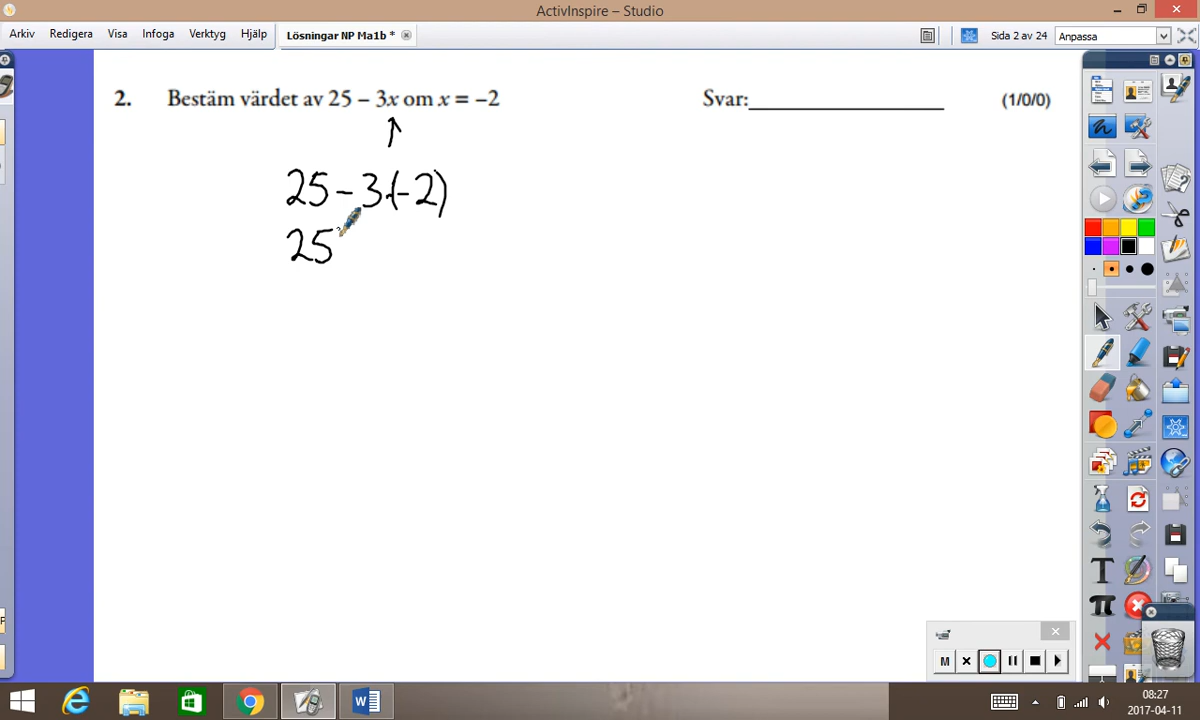 ActivInspire – Studio
Arkiv Redigera Visa Infoga Verktyg Hjälp Lösningar NP Ma1b * Sida 2 av 24 Anpassa
2. Bestäm värdet av 25 – 3x om x = –2 Svar:____________________ (1/0/0)
25 - 3·(-2)
25
M
T
π
W
08:27
2017-04-11